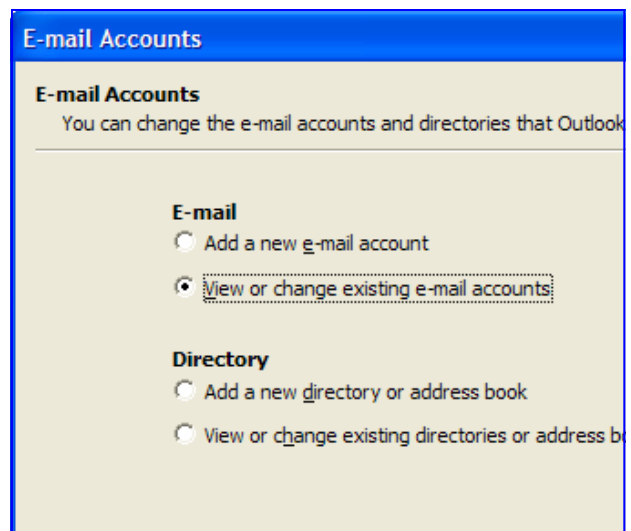 E-mail Accounts
E-mail Accounts
You can change the e-mail accounts and directories that Outlook
E-mail
Add a new e-mail account
View or change existing e-mail accounts
Directory
Add a new directory or address book
View or change existing directories or address